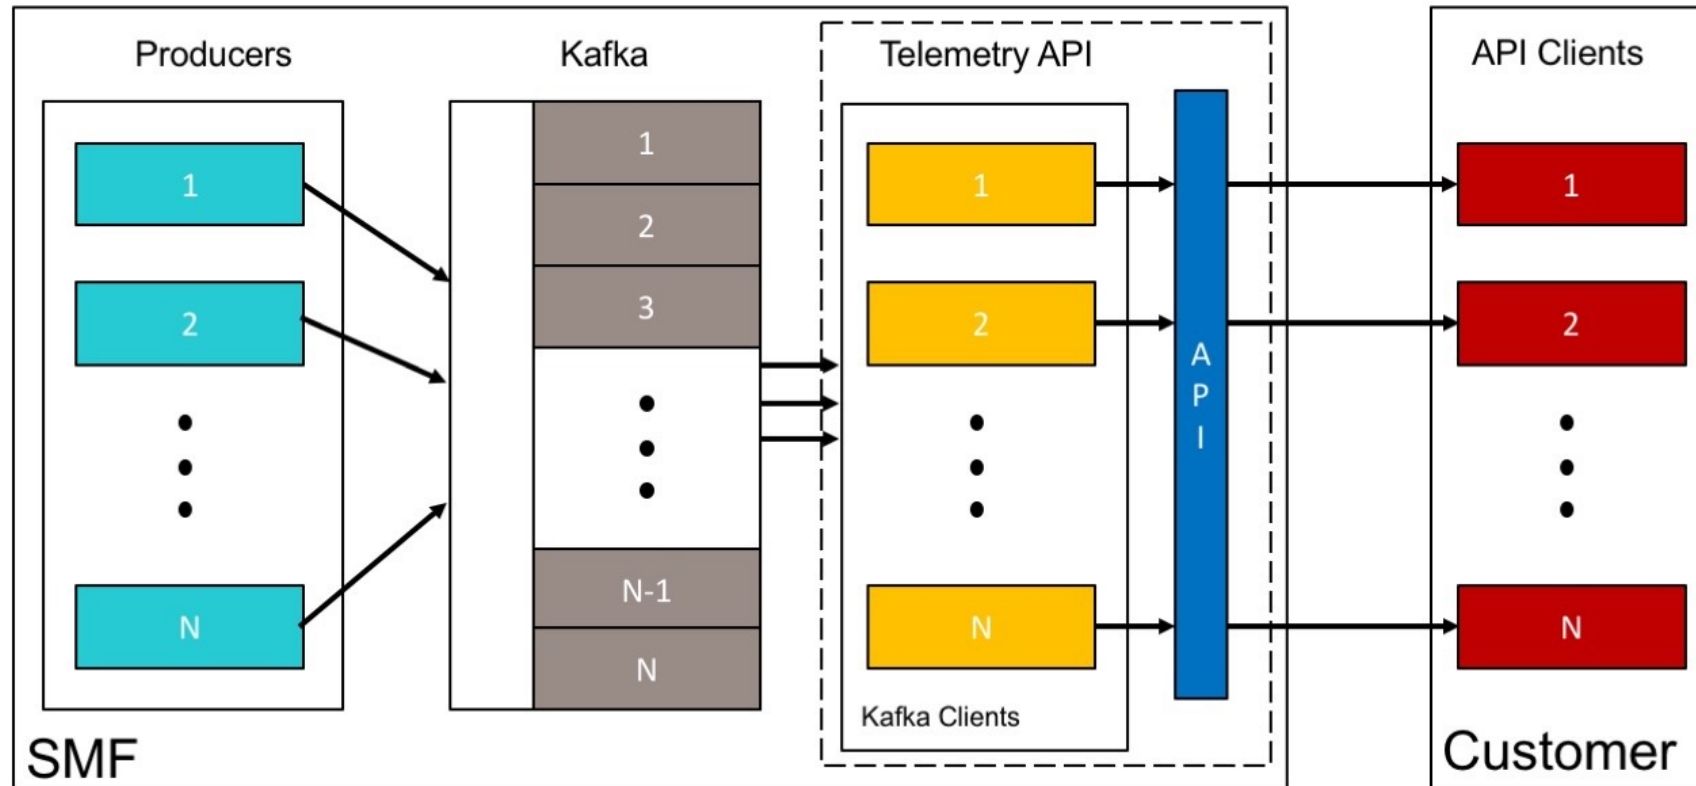 Producers
1
2
N
SMF
Kafka
1
2
3
N-1
N
Telemetry API
1
2
N
Kafka Clients
A
P
I
API Clients
1
2
N
Customer